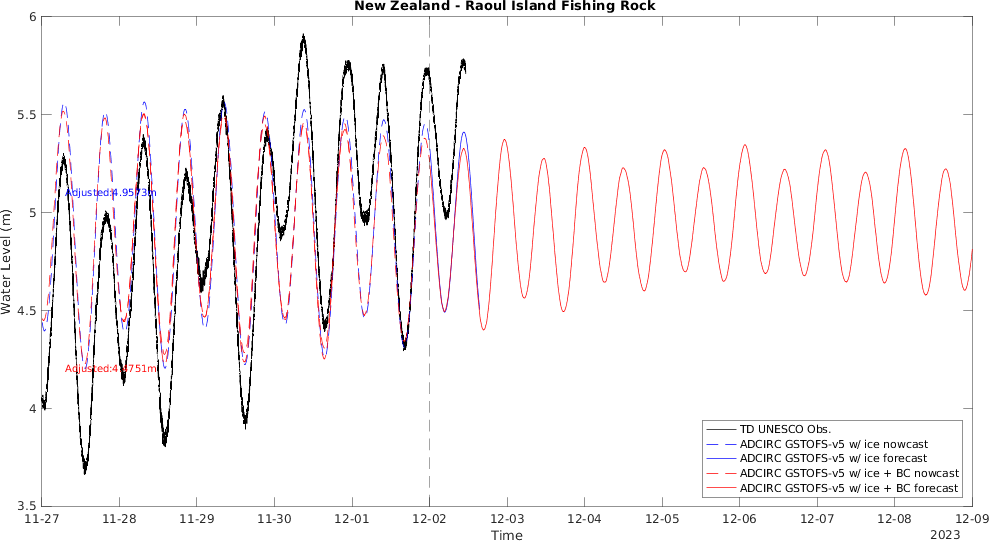 New Zealand - Raoul Island Fishing Rock
6
5.5
5
4.5
4
3.5
Water Level (m)
Adjusted:4.9573m
TD UNESCO Obs.
ADCIRC GSTOFS-v5 w/ ice nowcast
ADCIRC GSTOFS-v5 w/ ice forecast
ADCIRC GSTOFS-v5 w/ ice + BC nowcast
ADCIRC GSTOFS-v5 w/ ice + BC forecast
11-27 11-28 11-29 11-30 12-01 12-02 12-03 12-04 12-05 12-06 12-07 12-08 12-09
Time
2023